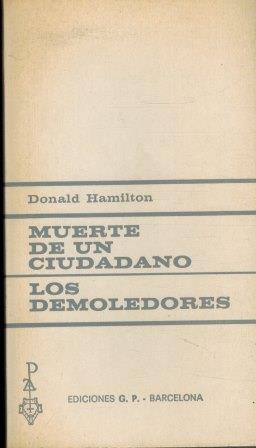 Donald Hamilton
MUERTE
DE UN
CIUDADANO
LOS
DEMOLEDORES
EDICIONES G. P. - BARCELONA